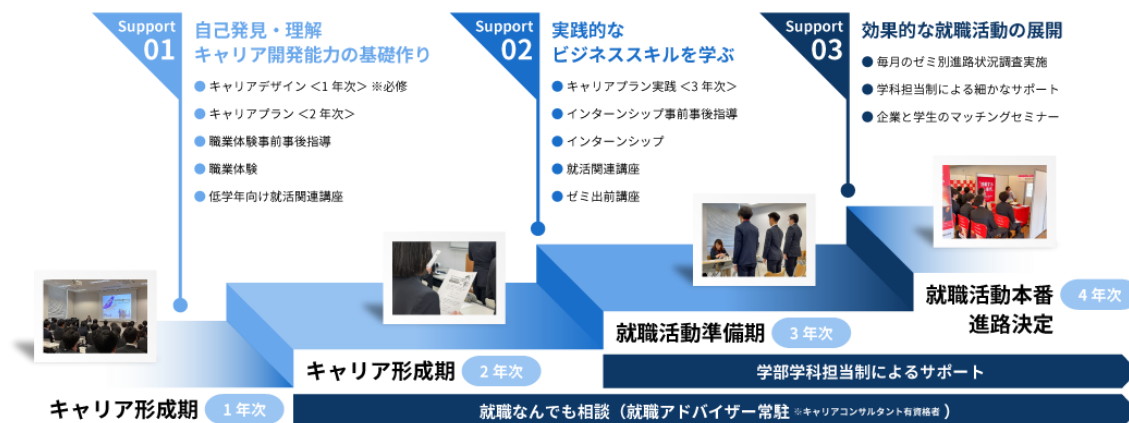 Support
01
自己発見・理解
キャリア開発能力の基礎作り
● キャリアデザイン <1年次> ※必修
● キャリアプラン <2年次>
● 職業体験事前事後指導
● 職業体験
● 低学年向け就活関連講座
Support
02
実践的な
ビジネススキルを学ぶ
● キャリアプラン実践 <3年次>
● インターンシップ事前事後指導
● インターンシップ
● 就活関連講座
● ゼミ出前講座
Support
03
効果的な就職活動の展開
● 毎月のゼミ別進路状況調査実施
● 学科担当制による細かなサポート
● 企業と学生のマッチングセミナー
キャリア形成期 1年次
キャリア形成期 2年次
就職活動準備期 3年次
就職活動本番 4年次
進路決定
学部学科担当制によるサポート
就職なんでも相談（就職アドバイザー常駐 ※キャリアコンサルタント有資格者）